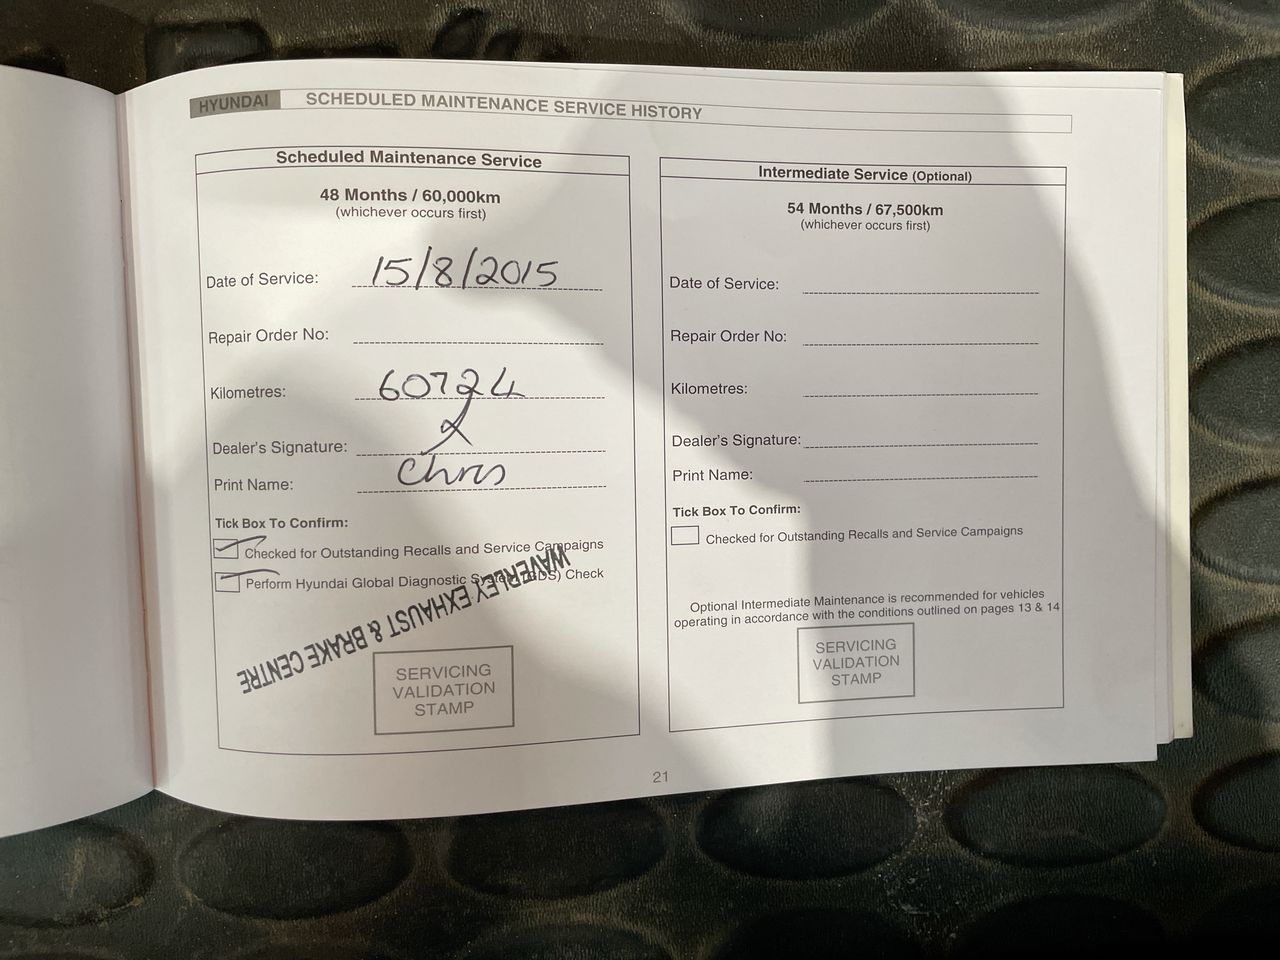 HYUNDAI SCHEDULED MAINTENANCE SERVICE HISTORY
Scheduled Maintenance Service
48 Months / 60,000km
(whichever occurs first)
Date of Service: 15/8/2015
Repair Order No:
Kilometres: 60724
Dealer's Signature:
Print Name: Chris
Tick Box To Confirm:
Checked for Outstanding Recalls and Service Campaigns
Perform Hyundai Global Diagnostic System (GDS) Check
WAVERLEY EXHAUST & BRAKE CENTRE
SERVICING
VALIDATION
STAMP
Intermediate Service (Optional)
54 Months / 67,500km
(whichever occurs first)
Date of Service:
Repair Order No:
Kilometres:
Dealer's Signature:
Print Name:
Tick Box To Confirm:
Checked for Outstanding Recalls and Service Campaigns
Optional Intermediate Maintenance is recommended for vehicles
operating in accordance with the conditions outlined on pages 13 & 14
SERVICING
VALIDATION
STAMP
21